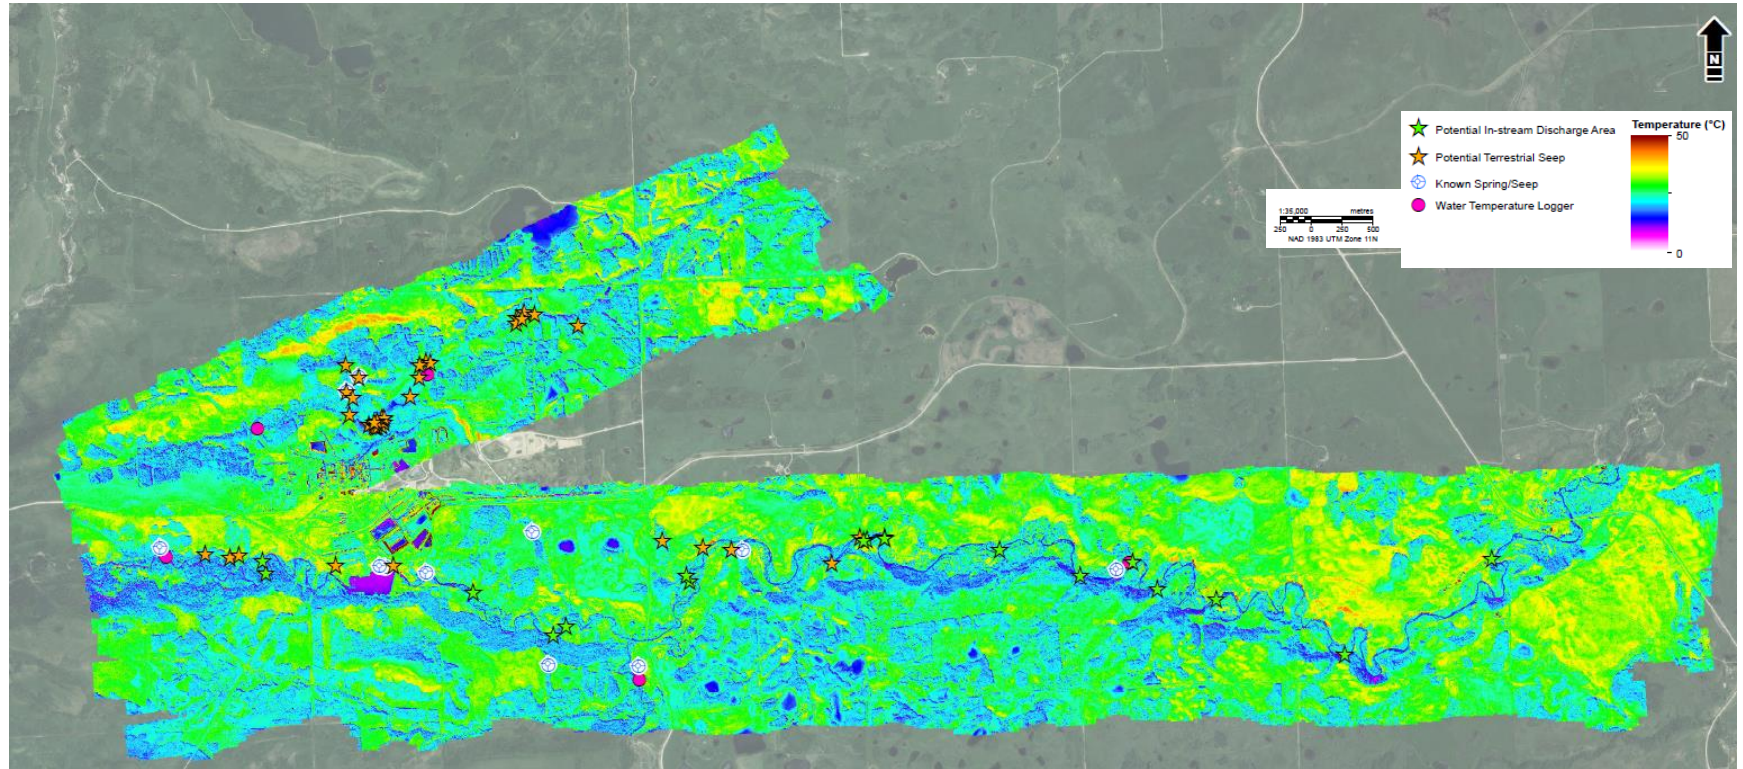 N
Temperature (°C)
Potential In-stream Discharge Area
50
Potential Terrestrial Seep
Known Spring/Seep
Water Temperature Logger
0
1:35,000 metres
250 0 250 500
NAD 1983 UTM Zone 11N